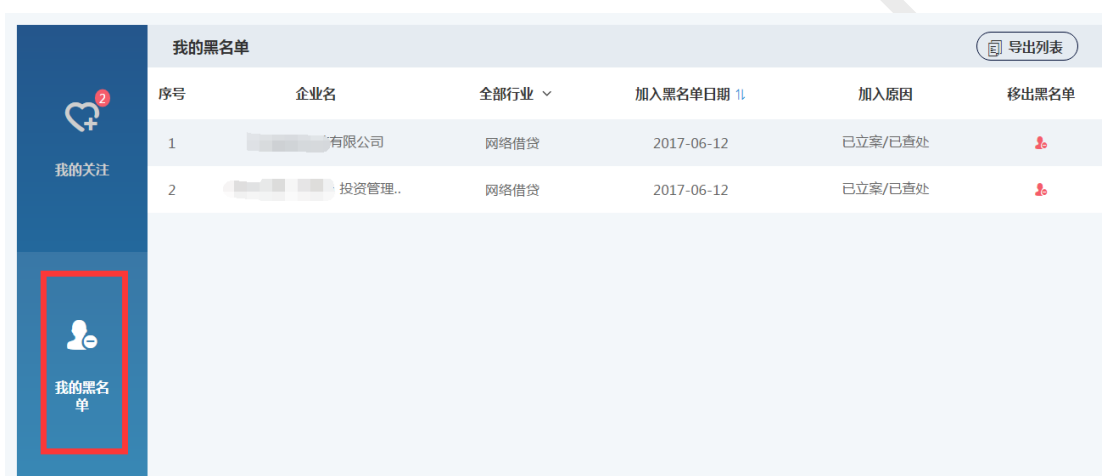 我的黑名单
导出列表
序号 企业名 全部行业 加入黑名单日期 加入原因 移出黑名单
2
1 有限公司 网络借贷 2017-06-12 已立案/已查处
我的关注
2 投资管理.. 网络借贷 2017-06-12 已立案/已查处
我的黑名
单